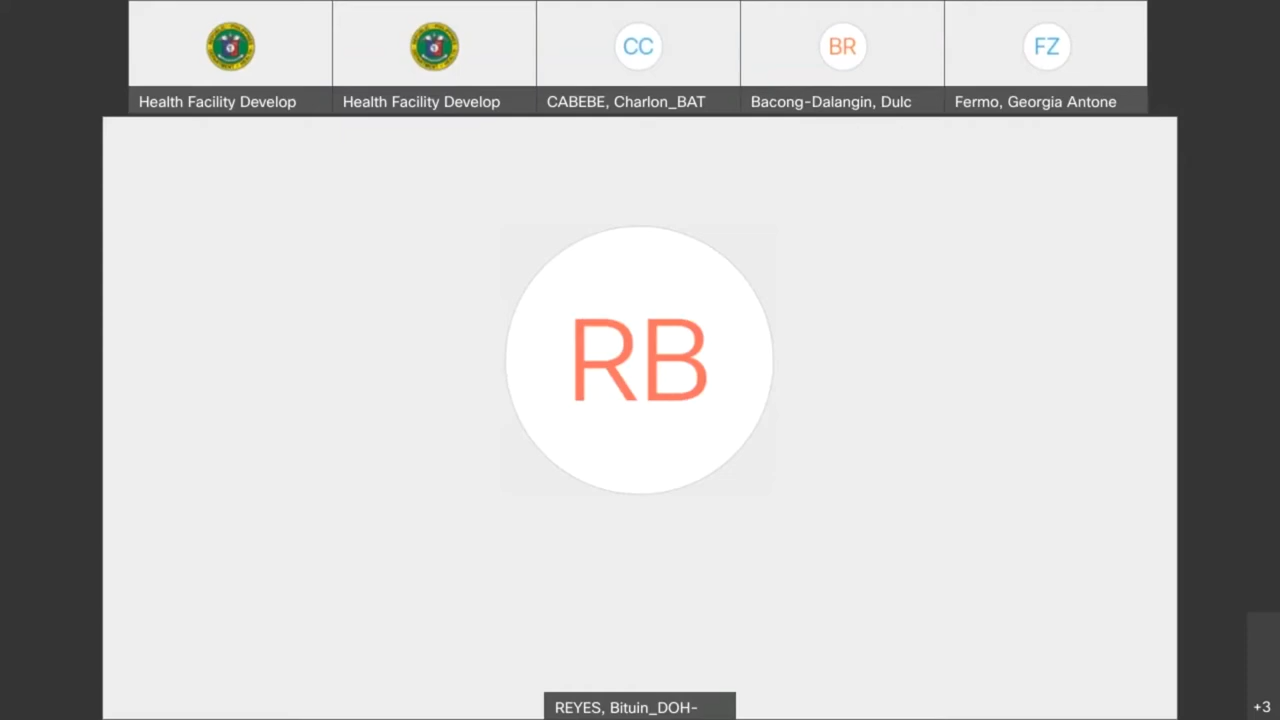 CC
BR
FZ
Health Facility Develop
Health Facility Develop
CABEBE, Charlon_BAT
Bacong-Dalangin, Dulc
Fermo, Georgia Antone
RB
REYES, Bituin_DOH-
+3